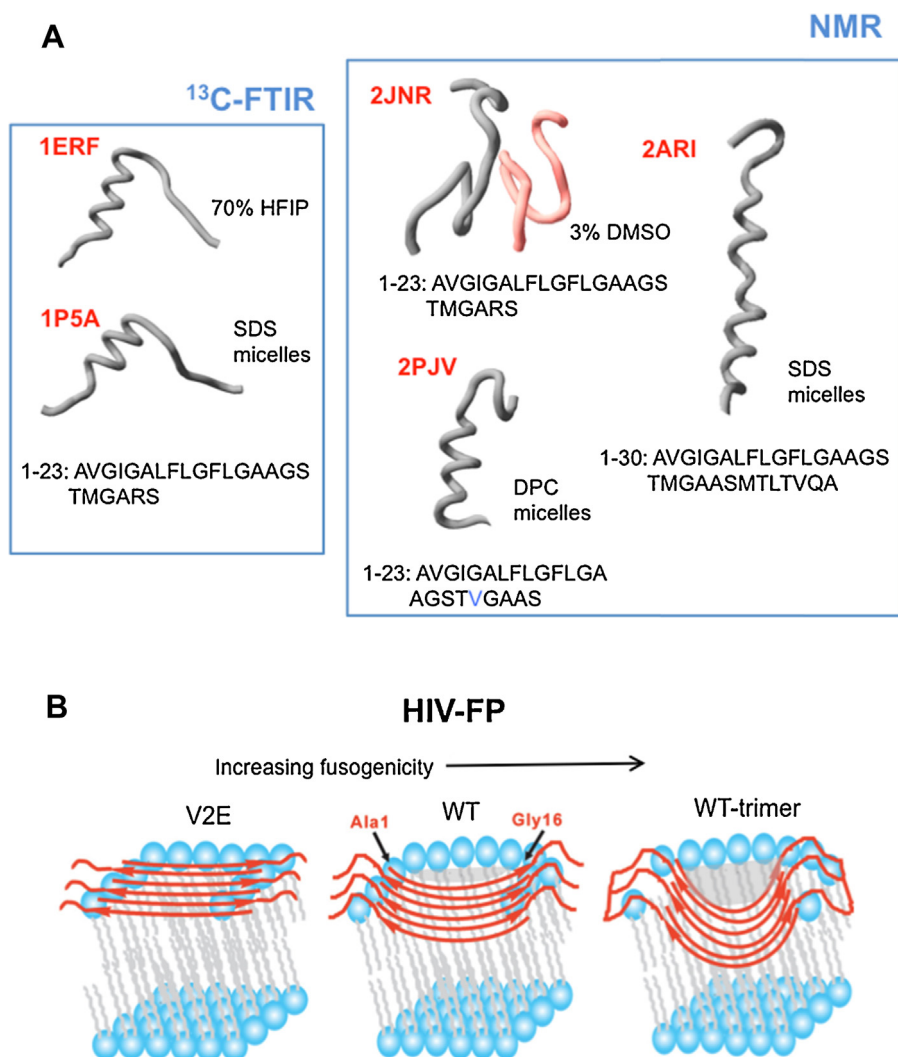 A
NMR
¹³C-FTIR
1ERF
70% HFIP
1P5A
SDS
micelles
1-23: AVGIGALFLGFLGAAGS
TMGARS
2JNR
3% DMSO
1-23: AVGIGALFLGFLGAAGS
TMGARS
2ARI
SDS
micelles
1-30: AVGIGALFLGFLGAAGS
TMGAASMTLTVQA
2PJV
DPC
micelles
1-23: AVGIGALFLGFLGA
AGSTVGAAS
B
HIV-FP
Increasing fusogenicity
V2E
WT
WT-trimer
Ala1
Gly16